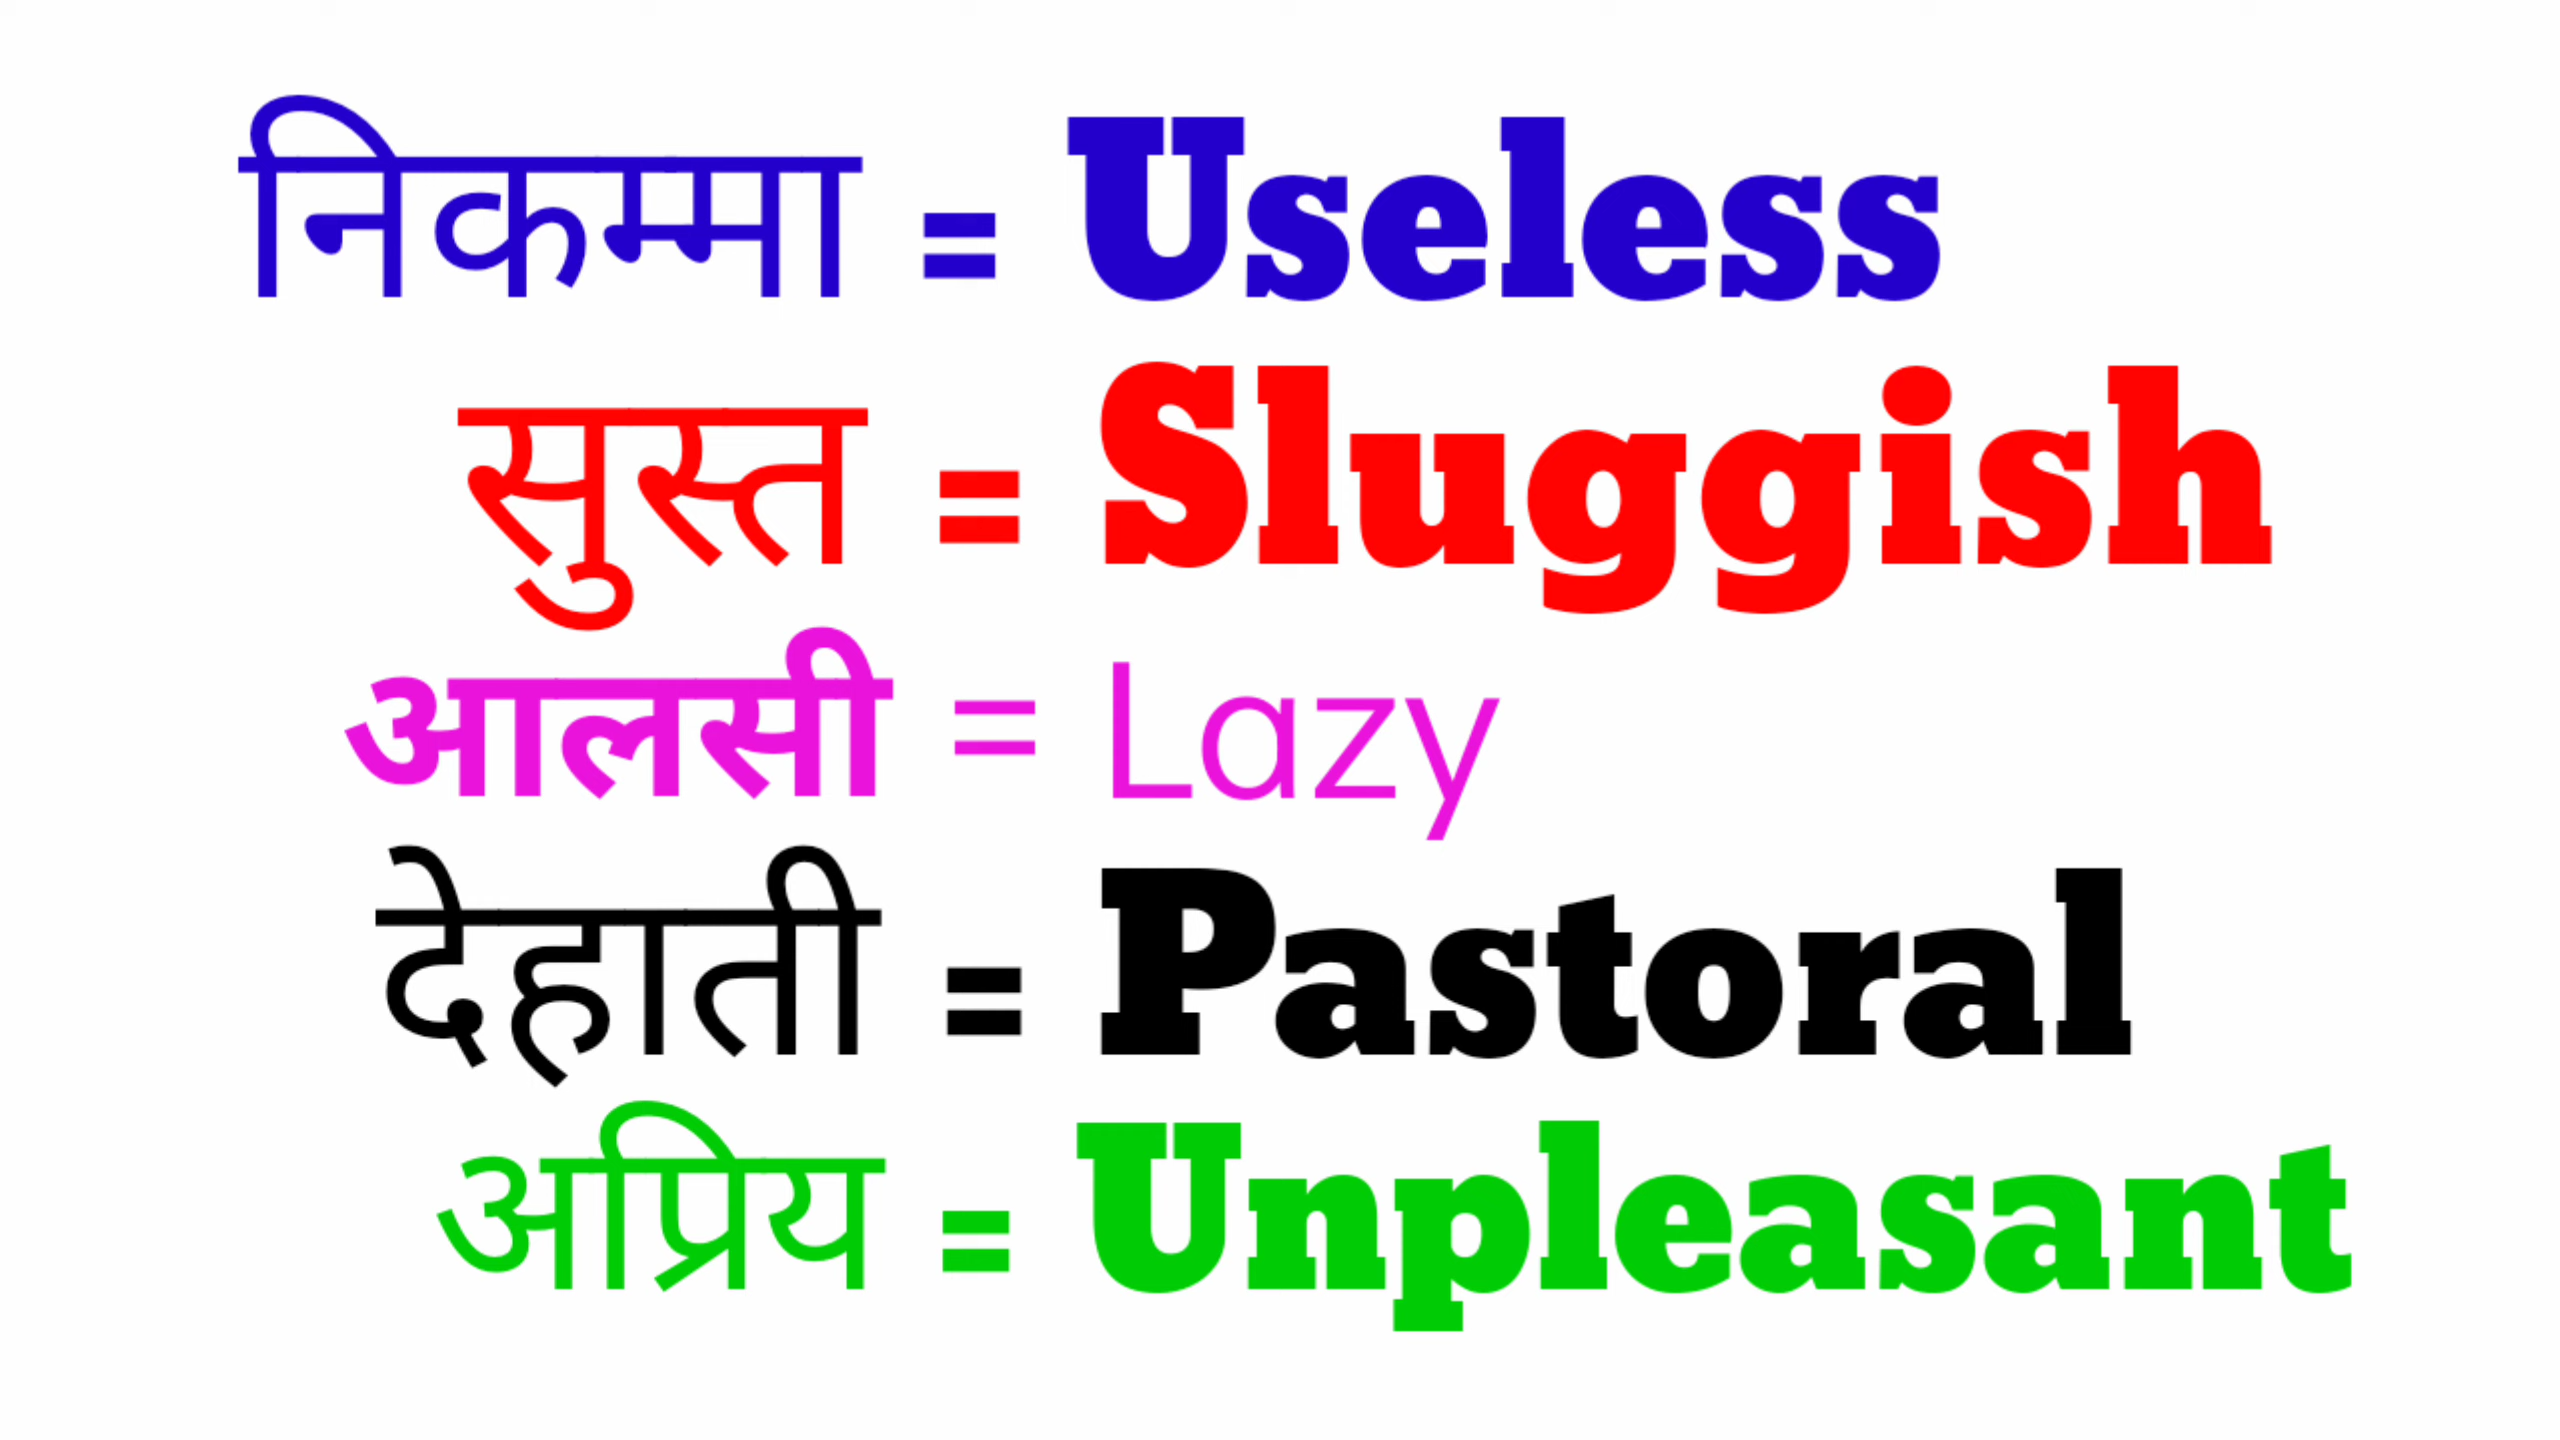 निकम्मा = Useless
सुस्त = Sluggish
आलसी = Lazy
देहाती = Pastoral
अप्रिय = Unpleasant